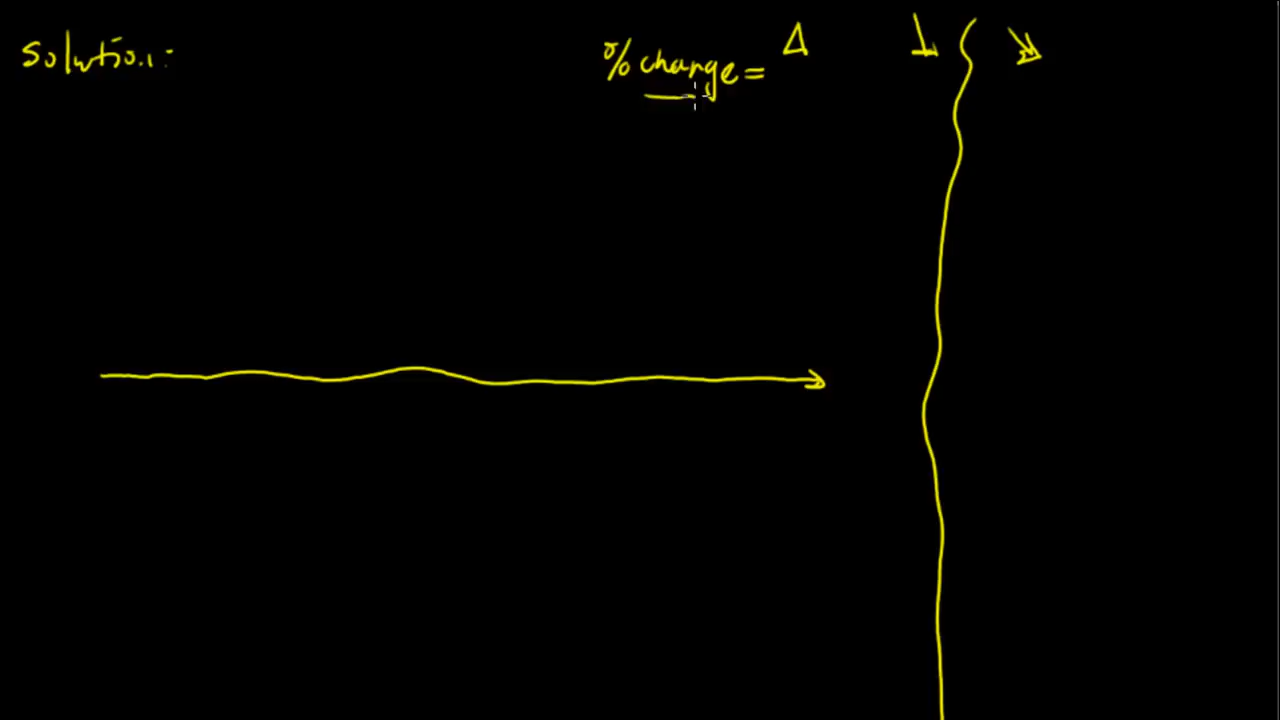 Solution:
% change = Δ